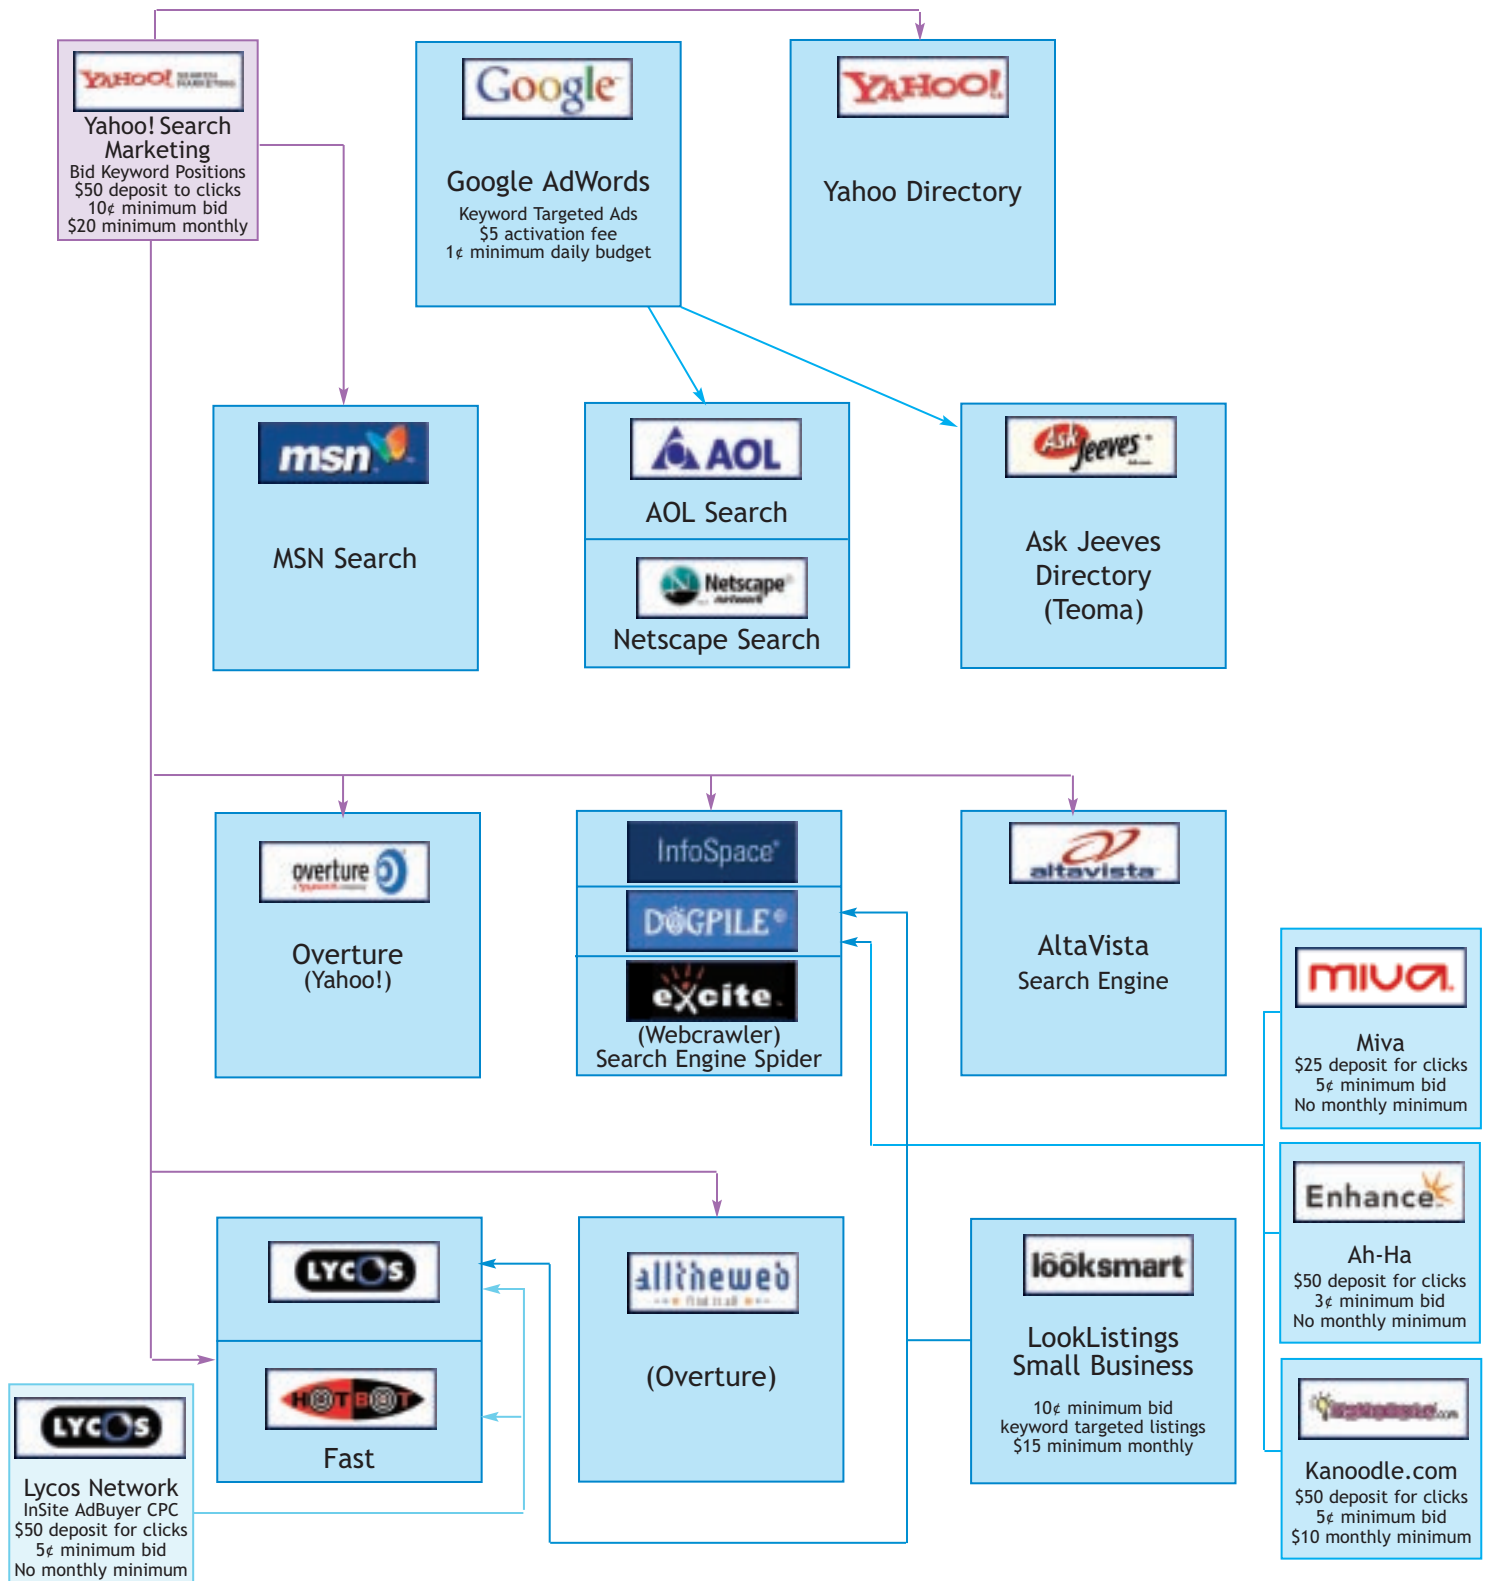 YAHOO! SEARCH MARKETING
Yahoo! Search
Marketing
Bid Keyword Positions
$50 deposit to clicks
10¢ minimum bid
$20 minimum monthly
Google
Google AdWords
Keyword Targeted Ads
$5 activation fee
1¢ minimum daily budget
YAHOO!
Yahoo Directory
msn
MSN Search
AOL
AOL Search
Netscape
network
Netscape Search
Ask Jeeves
Ask Jeeves
Directory
(Teoma)
overture
Overture
(Yahoo!)
InfoSpace
DOGPILE
excite
(Webcrawler)
Search Engine Spider
altavista
AltaVista
Search Engine
MIVA
Miva
$25 deposit for clicks
5¢ minimum bid
No monthly minimum
Enhance
Ah-Ha
$50 deposit for clicks
3¢ minimum bid
No monthly minimum
Kanoodle.com
$50 deposit for clicks
5¢ minimum bid
$10 monthly minimum
LYCOS
HOTBOT
Fast
alltheweb
find it all
(Overture)
looksmart
LookListings
Small Business
10¢ minimum bid
keyword targeted listings
$15 minimum monthly
LYCOS
Lycos Network
InSite AdBuyer CPC
$50 deposit for clicks
5¢ minimum bid
No monthly minimum